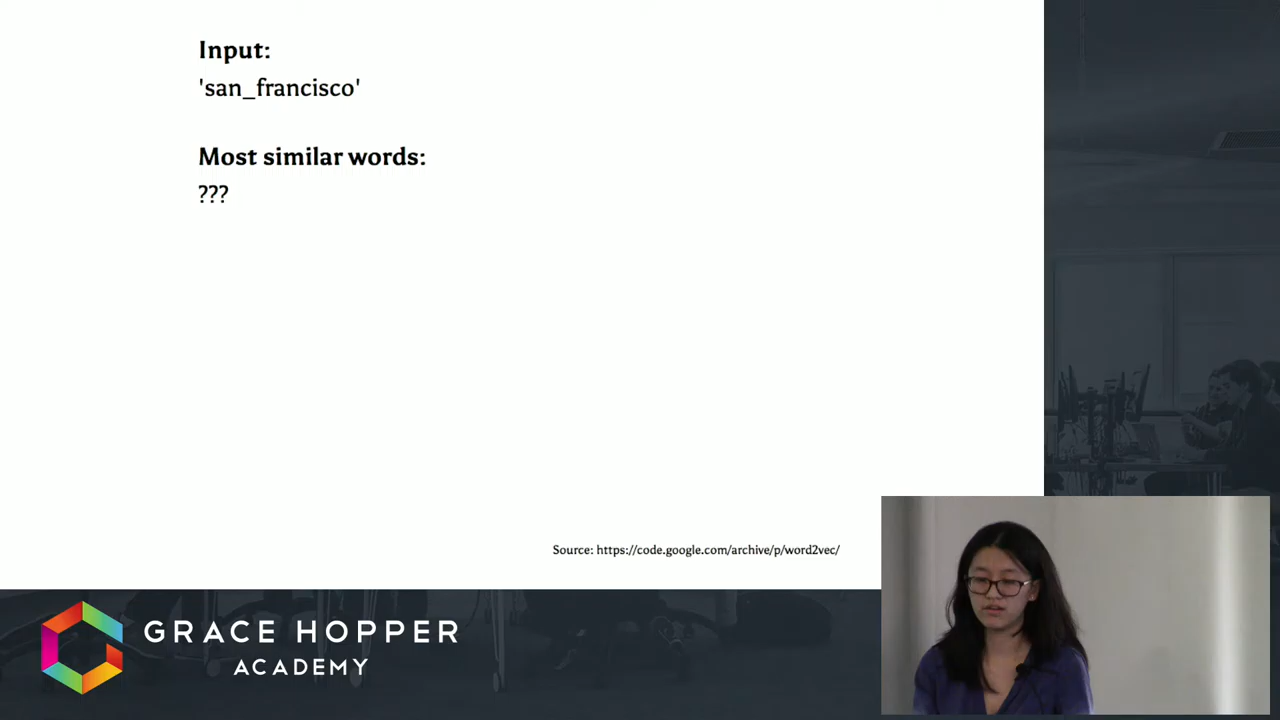 Input:
'san_francisco'
Most similar words:
???
Source: https://code.google.com/archive/p/word2vec/
GRACE HOPPER
ACADEMY